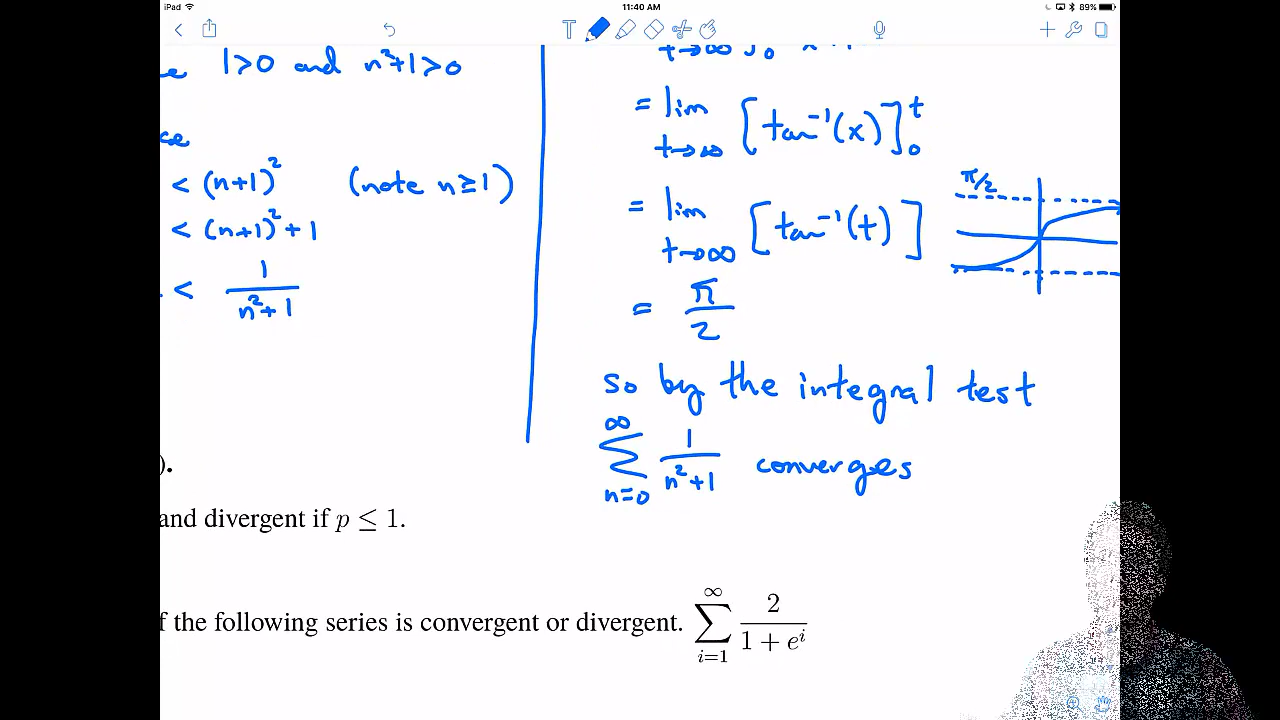 iPad 11:40 AM 89%
1>0 and n²+1>0
< (n+1)² (note n≥1)
< (n+1)²+1
< 1/(n²+1)
= lim t→∞ [tan⁻¹(x)]₀ᵗ
= lim t→∞ [tan⁻¹(t)]
π/2
= π/2
so by the integral test
∞ Σ n=0 1/(n²+1) converges
).
and divergent if p ≤ 1.
f the following series is convergent or divergent. ∞ Σ i=1 2/(1 + eⁱ)